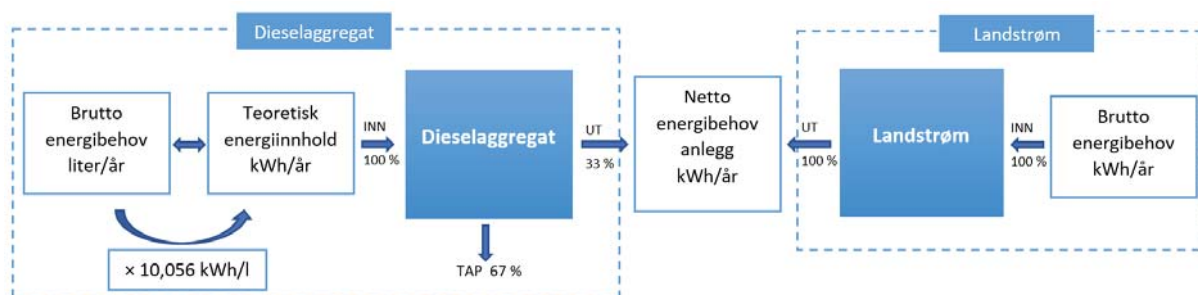 Dieselaggregat
Brutto
energibehov
liter/år
Teoretisk
energiinnhold
kWh/år
INN
100 %
Dieselaggregat
UT
33 %
TAP 67 %
× 10,056 kWh/l
Netto
energibehov
anlegg
kWh/år
Landstrøm
UT
100 %
Landstrøm
INN
100 %
Brutto
energibehov
kWh/år